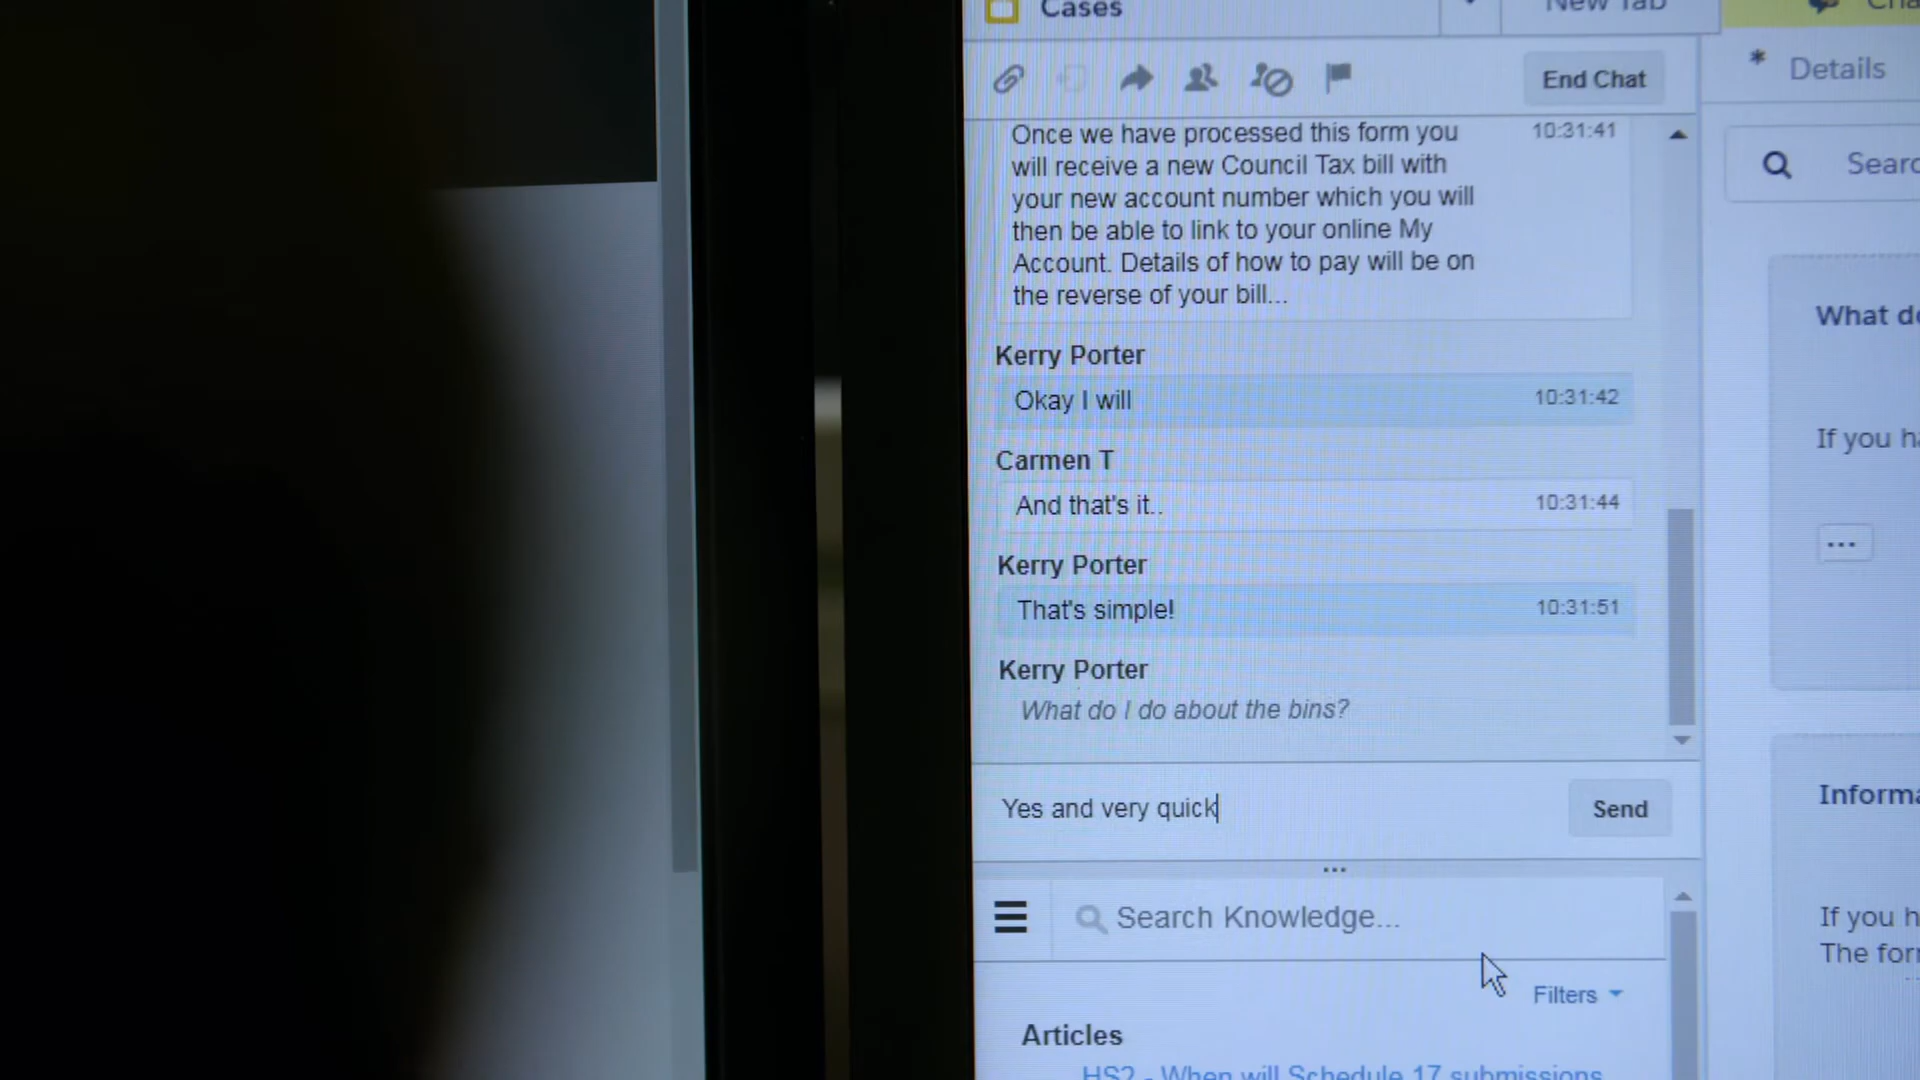 Cases
New Tab
* Details
End Chat
Once we have processed this form you 10:31:41
will receive a new Council Tax bill with
your new account number which you will
then be able to link to your online My
Account. Details of how to pay will be on
the reverse of your bill...
Kerry Porter
Okay I will 10:31:42
Carmen T
And that's it.. 10:31:44
Kerry Porter
That's simple! 10:31:51
Kerry Porter
What do I do about the bins?
Yes and very quick
Send
...
Search Knowledge...
Filters
Articles
HS2 - When will Schedule 17 submissions
Searc
What do
If you ha
...
Informa
If you h
The for